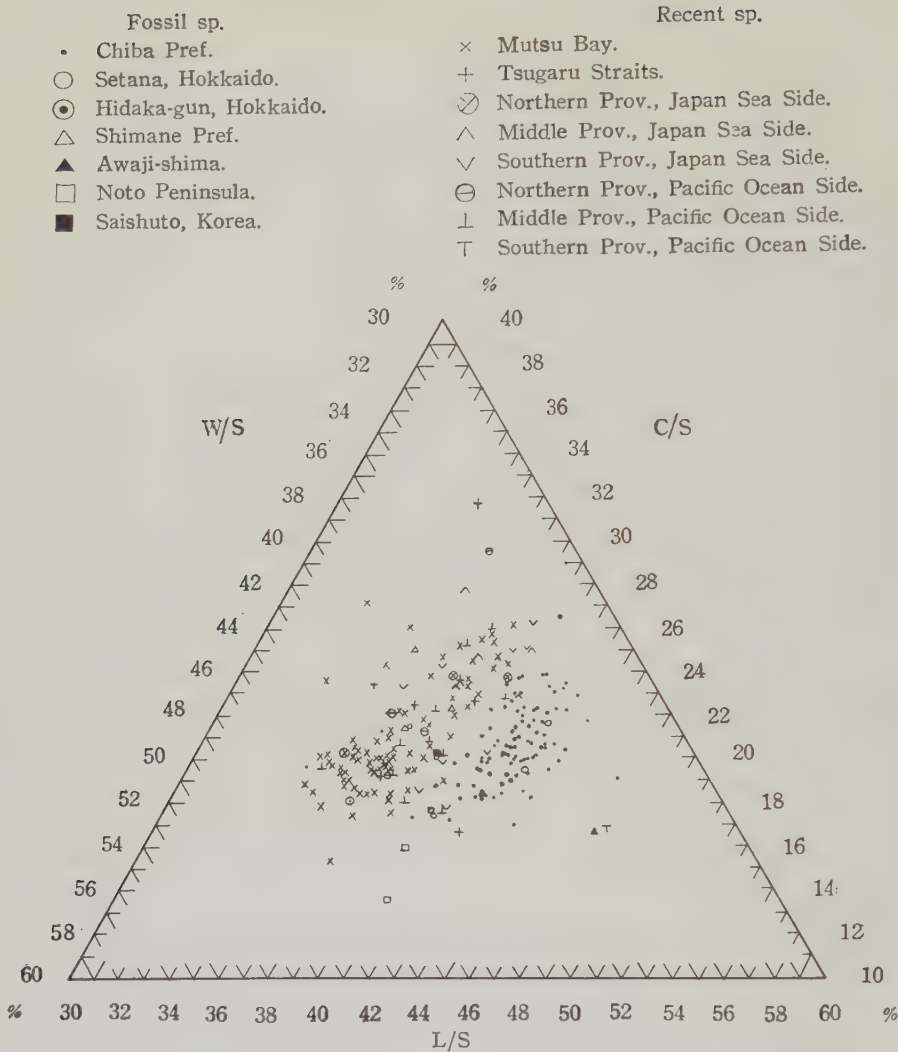 Fossil sp.
• Chiba Pref.
○ Setana, Hokkaido.
⊙ Hidaka-gun, Hokkaido.
△ Shimane Pref.
▲ Awaji-shima.
□ Noto Peninsula.
■ Saishuto, Korea.
Recent sp.
× Mutsu Bay.
+ Tsugaru Straits.
⊗ Northern Prov., Japan Sea Side.
∧ Middle Prov., Japan Sea Side.
∨ Southern Prov., Japan Sea Side.
⊖ Northern Prov., Pacific Ocean Side.
⊥ Middle Prov., Pacific Ocean Side.
⊤ Southern Prov., Pacific Ocean Side.
% %
30 40
32 38
34 36
W/S C/S
36 34
38 32
40 30
42 28
44 26
46 24
48 22
50 20
52 18
54 16
56 14
58 12
60 10
% 30 32 34 36 38 40 42 44 46 48 50 52 54 56 58 60 %
L/S